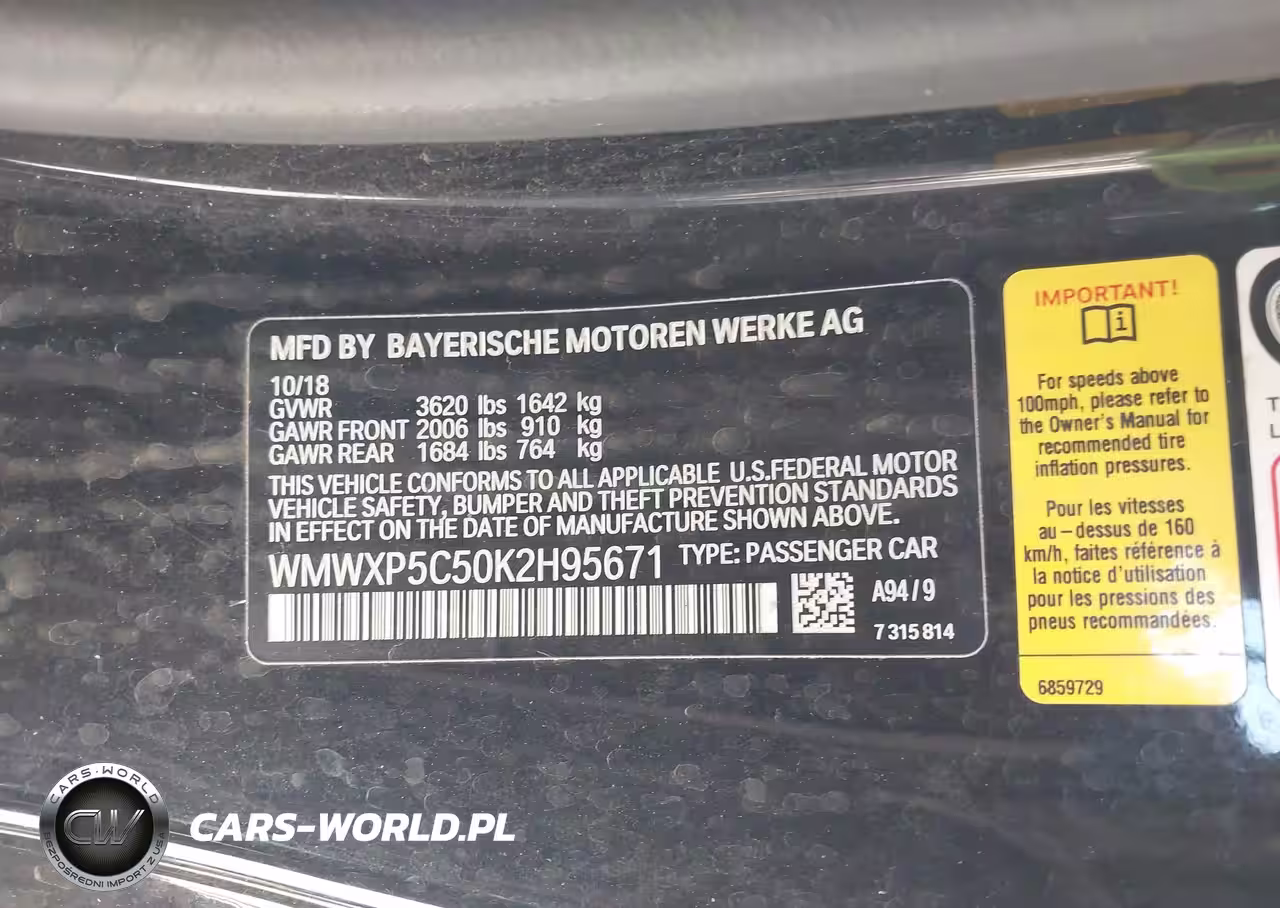 MFD BY BAYERISCHE MOTOREN WERKE AG
10/18
GVWR 3620 lbs 1642 kg
GAWR FRONT 2006 lbs 910 kg
GAWR REAR 1684 lbs 764 kg
THIS VEHICLE CONFORMS TO ALL APPLICABLE U.S.FEDERAL MOTOR
VEHICLE SAFETY, BUMPER AND THEFT PREVENTION STANDARDS
IN EFFECT ON THE DATE OF MANUFACTURE SHOWN ABOVE.
WMWXP5C50K2H95671 TYPE: PASSENGER CAR
A94/9
7 315 814
IMPORTANT!
i
For speeds above
100mph, please refer to
the Owner's Manual for
recommended tire
inflation pressures.
Pour les vitesses
au-dessus de 160
km/h, faites référence à
la notice d'utilisation
pour les pressions des
pneus recommandées.
6859729
T
L
CARS-WORLD
CW
BEZPOŚREDNI IMPORT Z USA
CARS-WORLD.PL